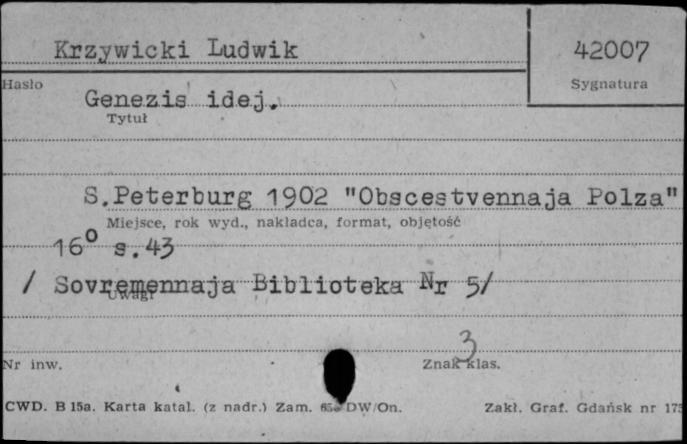 Krzywicki Ludwik
42007
Hasło
Sygnatura
Genezis idej.
Tytuł
S.Peterburg 1902 "Obscestvennaja Polza"
Miejsce, rok wyd., nakładca, format, objętość
16º s.43
/ Sovremennaja Biblioteka Nr 5/
Uwagi
3
Nr inw.
Znak klas.
CWD. B 15a. Karta katal. (z nadr.) Zam. DW/On.
Zakł. Graf. Gdańsk nr 175